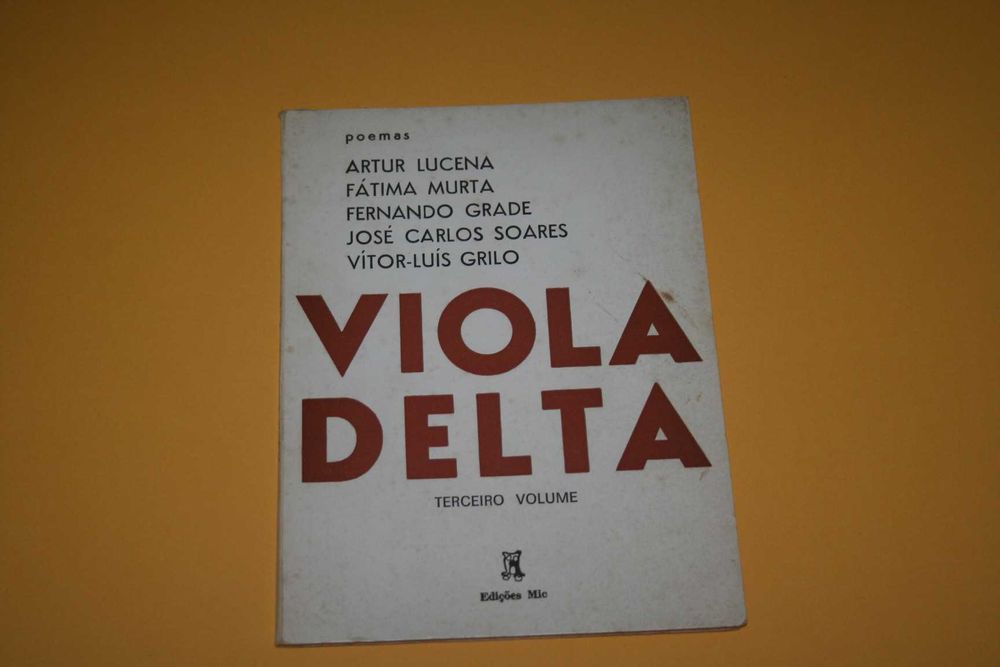 poemas
ARTUR LUCENA
FÁTIMA MURTA
FERNANDO GRADE
JOSÉ CARLOS SOARES
VÍTOR-LUÍS GRILO
VIOLA
DELTA
TERCEIRO VOLUME
Edições Mic